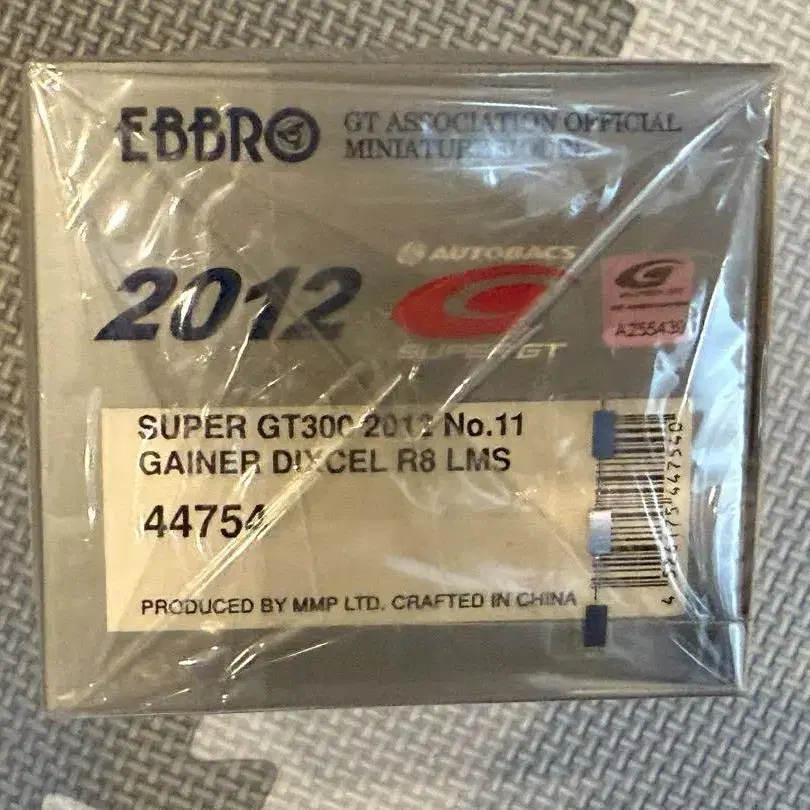 EBBRO
GT ASSOCIATION OFFICIAL
MINIATURE
2012
AUTOBACS
SUPER GT
SUPER GT300 2012 No.11
GAINER DIXCEL R8 LMS
44754
PRODUCED BY MMP LTD. CRAFTED IN CHINA